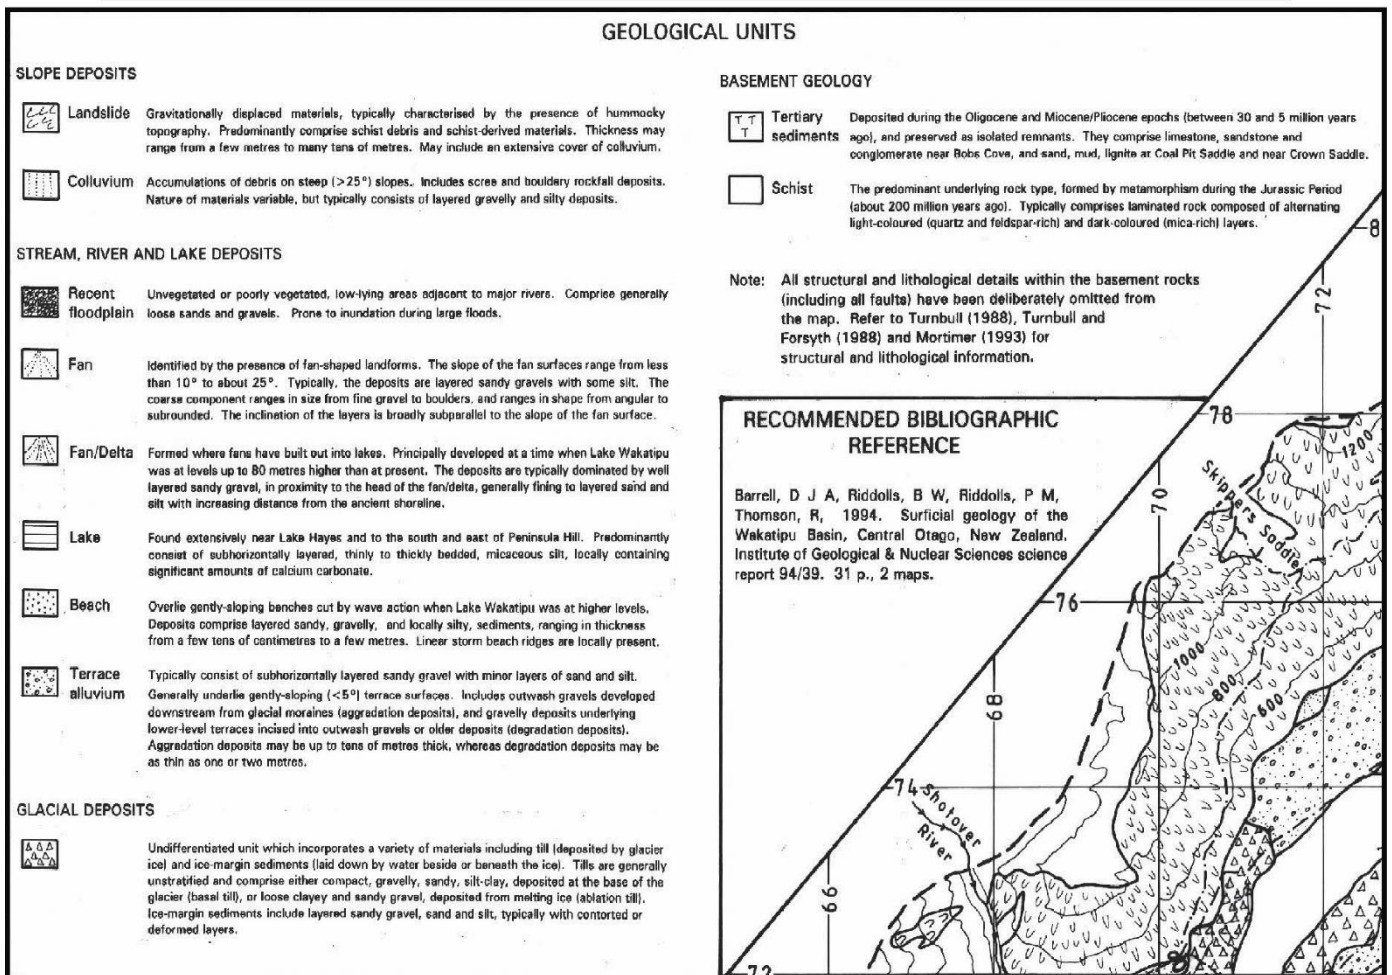 GEOLOGICAL UNITS
SLOPE DEPOSITS
Landslide
Gravitationally displaced materials, typically characterised by the presence of hummocky
topography. Predominantly comprise schist debris and schist-derived materials. Thickness may
range from a few metres to many tens of metres. May include an extensive cover of colluvium.
Colluvium
Accumulations of debris on steep (>25°) slopes. Includes scree and bouldery rockfall deposits.
Nature of materials variable, but typically consists of layered gravelly and silty deposits.
STREAM, RIVER AND LAKE DEPOSITS
Recent
floodplain
Unvegetated or poorly vegetated, low-lying areas adjacent to major rivers. Comprise generally
loose sands and gravels. Prone to inundation during large floods.
Fan
Identified by the presence of fan-shaped landforms. The slope of the fan surfaces range from less
than 10° to about 25°. Typically, the deposits are layered sandy gravels with some silt. The
coarse component ranges in size from fine gravel to boulders, and ranges in shape from angular to
subrounded. The inclination of the layers is broadly subparallel to the slope of the fan surface.
Fan/Delta
Formed where fans have built out into lakes. Principally developed at a time when Lake Wakatipu
was at levels up to 80 metres higher than at present. The deposits are typically dominated by well
layered sandy gravel, in proximity to the head of the fan/delta, generally fining to layered sand and
silt with increasing distance from the ancient shoreline.
Lake
Found extensively near Lake Hayes and to the south and east of Peninsula Hill. Predominantly
consist of subhorizontally layered, thinly to thickly bedded, micaceous silt, locally containing
significant amounts of calcium carbonate.
Beach
Overlie gently-sloping benches cut by wave action when Lake Wakatipu was at higher levels.
Deposits comprise layered sandy, gravelly, and locally silty, sediments, ranging in thickness
from a few tens of centimetres to a few metres. Linear storm beach ridges are locally present.
Terrace
alluvium
Typically consist of subhorizontally layered sandy gravel with minor layers of sand and silt.
Generally underlie gently-sloping (<5°) terrace surfaces. Includes outwash gravels developed
downstream from glacial moraines (aggradation deposits), and gravelly deposits underlying
lower-level terraces incised into outwash gravels or older deposits (degradation deposits).
Aggradation deposits may be up to tens of metres thick, whereas degradation deposits may be
as thin as one or two metres.
GLACIAL DEPOSITS
Undifferentiated unit which incorporates a variety of materials including till (deposited by glacier
ice) and ice-margin sediments (laid down by water beside or beneath the ice). Tills are generally
unstratified and comprise either compact, gravelly, sandy, silt-clay, deposited at the base of the
glacier (basal till), or loose clayey and sandy gravel, deposited from melting ice (ablation till).
Ice-margin sediments include layered sandy gravel, sand and silt, typically with contorted or
deformed layers.
BASEMENT GEOLOGY
T T
T
Tertiary
sediments
Deposited during the Oligocene and Miocene/Pliocene epochs (between 30 and 5 million years
ago), and preserved as isolated remnants. They comprise limestone, sandstone and
conglomerate near Bobs Cove, and sand, mud, lignite at Coal Pit Saddle and near Crown Saddle.
Schist
The predominant underlying rock type, formed by metamorphism during the Jurassic Period
(about 200 million years ago). Typically comprises laminated rock composed of alternating
light-coloured (quartz and feldspar-rich) and dark-coloured (mica-rich) layers.
Note: All structural and lithological details within the basement rocks
(including all faults) have been deliberately omitted from
the map. Refer to Turnbull (1988), Turnbull and
Forsyth (1988) and Mortimer (1993) for
structural and lithological information.
RECOMMENDED BIBLIOGRAPHIC
REFERENCE
Barrell, D J A, Riddolls, B W, Riddolls, P M,
Thomson, R, 1994. Surficial geology of the
Wakatipu Basin, Central Otago, New Zealand.
Institute of Geological & Nuclear Sciences science
report 94/39. 31 p., 2 maps.
8
72
78
1200
70
Skippers Saddle
76
1000
800
600
68
74
Shotover
River
66
72